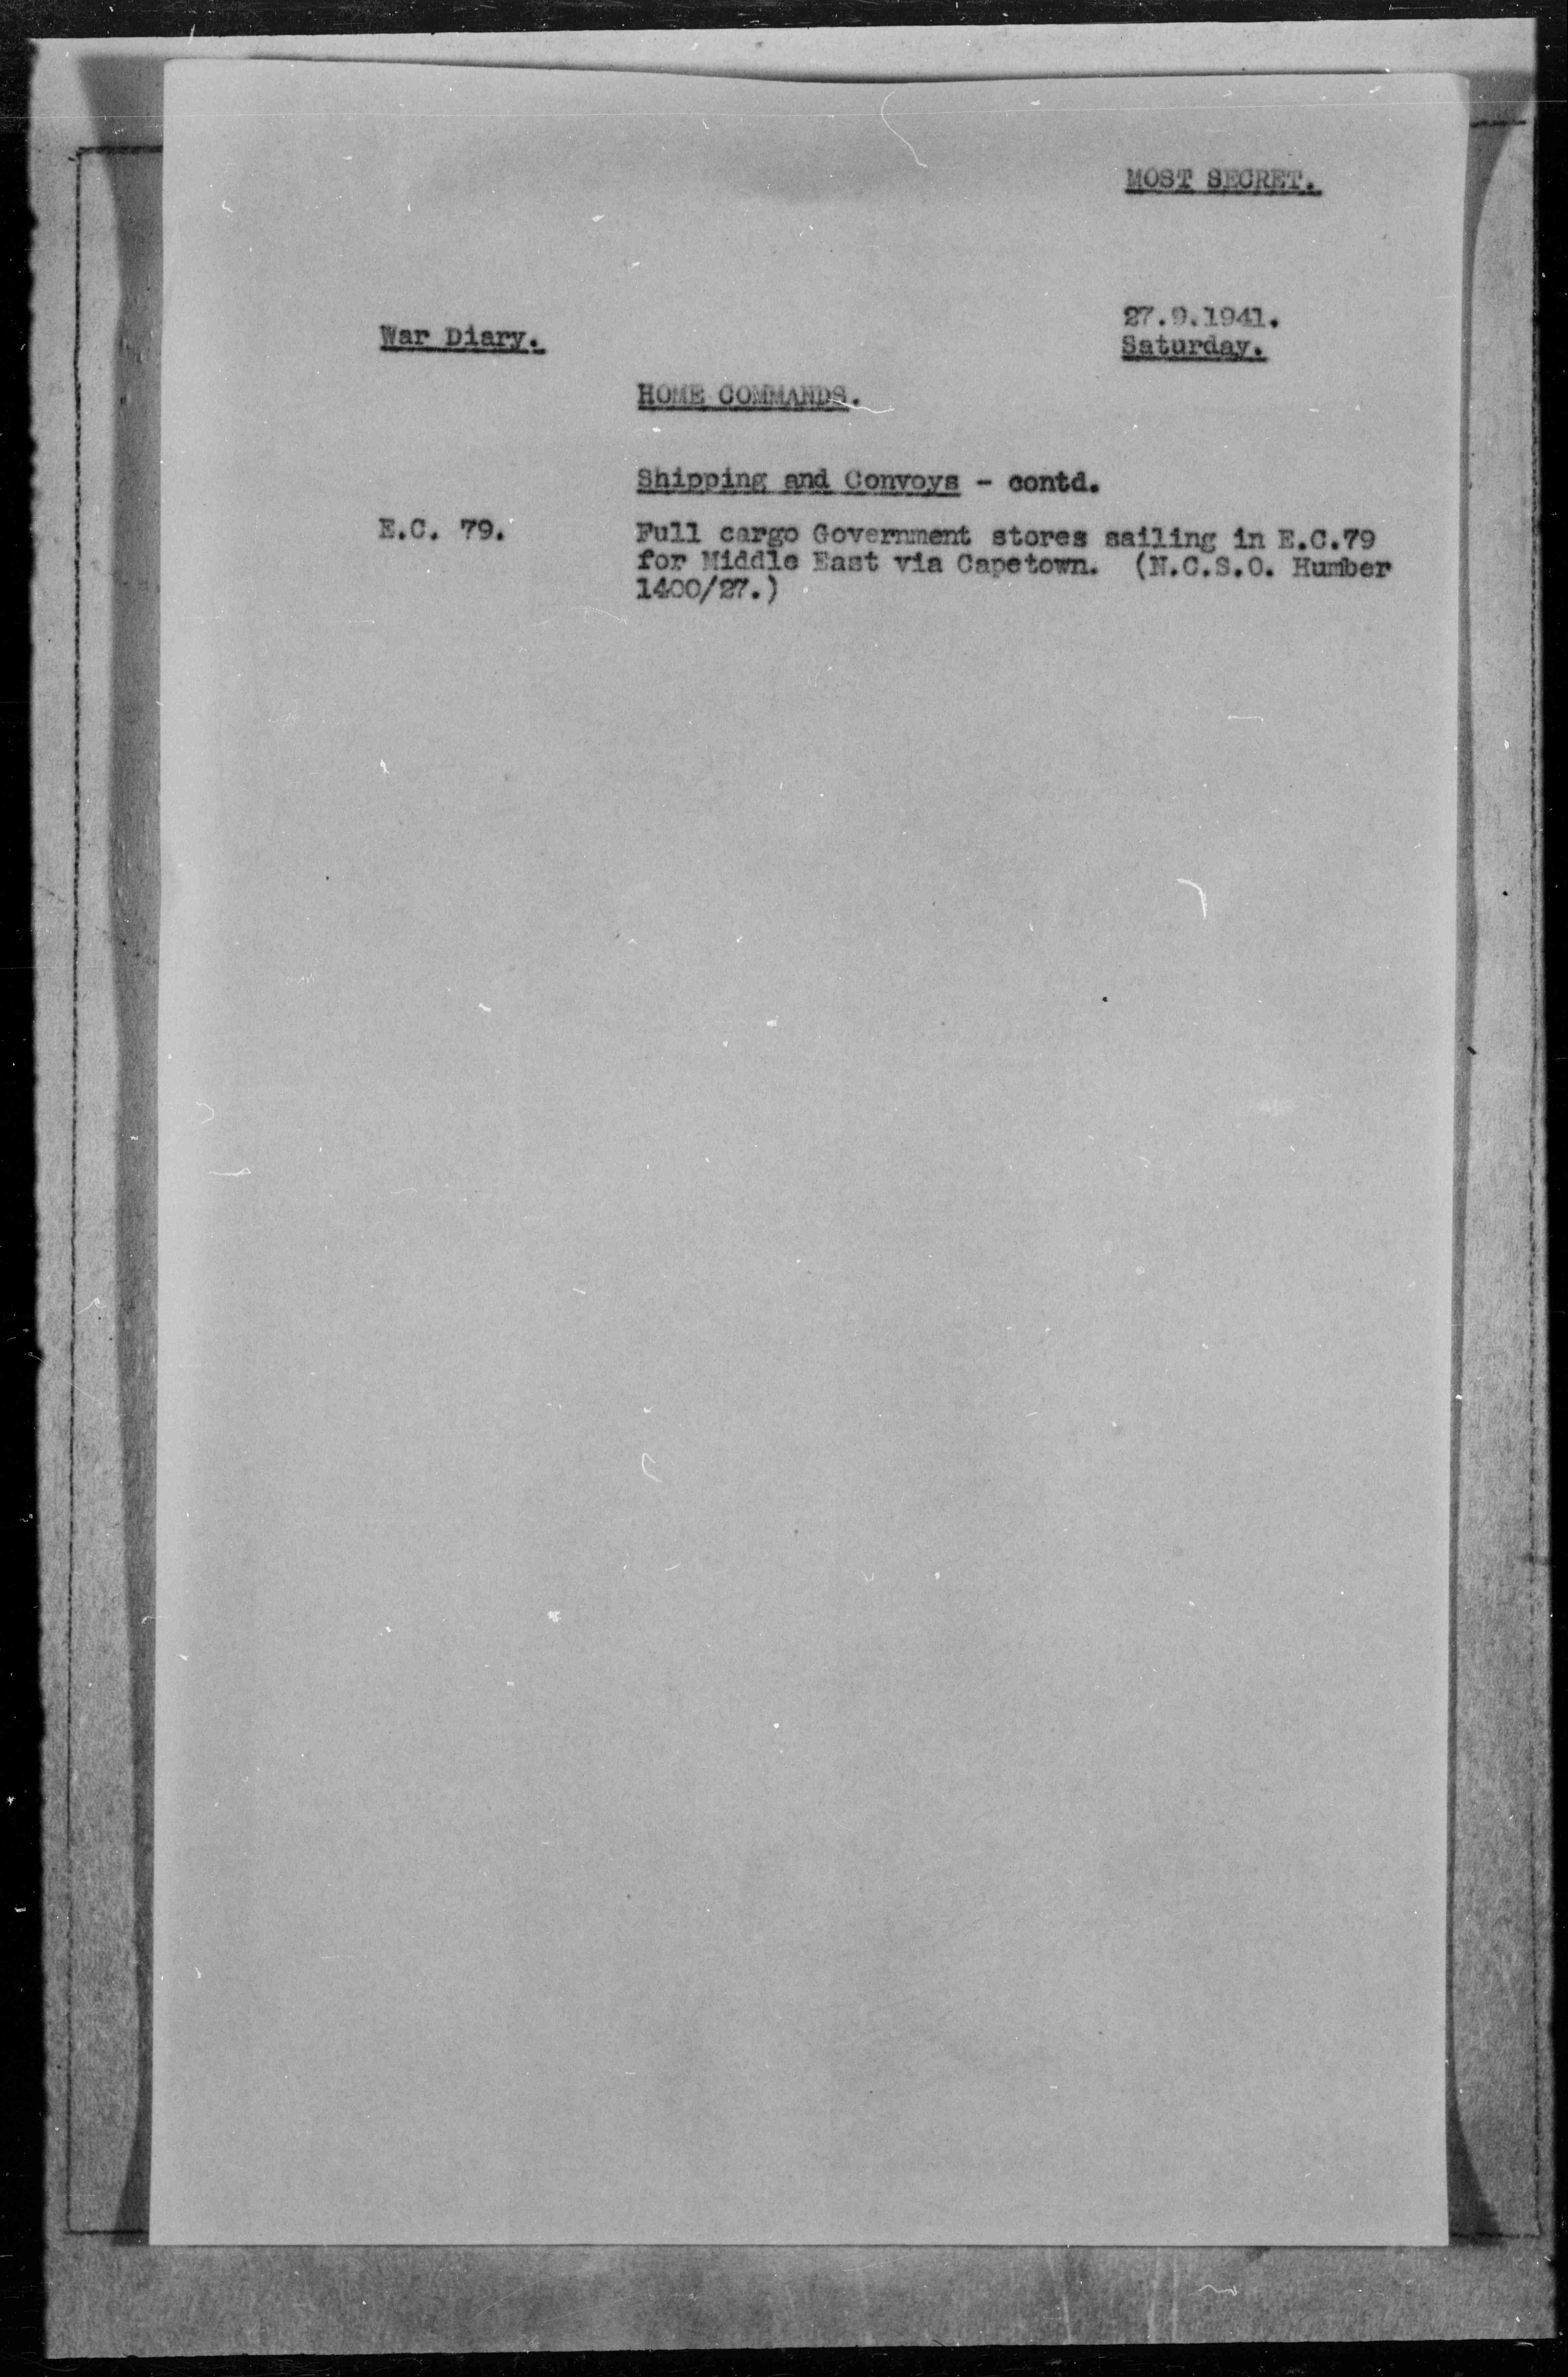 MOST SECRET.
27.9.1941.
War Diary.
Saturday.
HOME COMMANDS.
Shipping and Convoys - contd.
E.C. 79. Full cargo Government stores sailing in E.C.79
for Middle East via Capetown. (N.C.S.O. Humber
1400/27.)